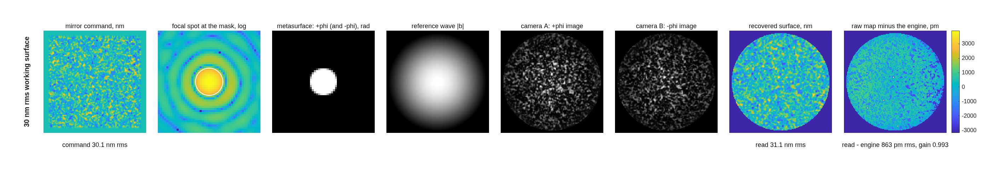 30 nm rms working surface
mirror command, nm
focal spot at the mask, log
metasurface: +phi (and -phi), rad
reference wave |b|
camera A: +phi image
camera B: -phi image
recovered surface, nm
raw map minus the engine, pm
3000
2000
1000
0
-1000
-2000
-3000
command 30.1 nm rms
read 31.1 nm rms
read - engine 863 pm rms, gain 0.993